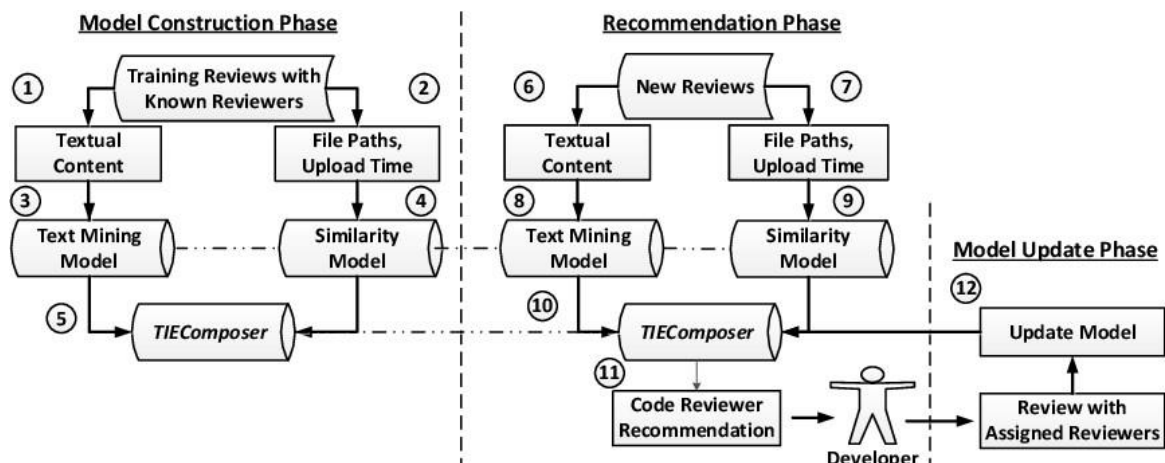 Model Construction Phase
Recommendation Phase
1
Training Reviews with
Known Reviewers
2
6
New Reviews
7
Textual
Content
File Paths,
Upload Time
Textual
Content
File Paths,
Upload Time
3
4
8
9
Text Mining
Model
Similarity
Model
Text Mining
Model
Similarity
Model
Model Update Phase
5
TIEComposer
10
TIEComposer
12
Update Model
11
Code Reviewer
Recommendation
Developer
Review with
Assigned Reviewers